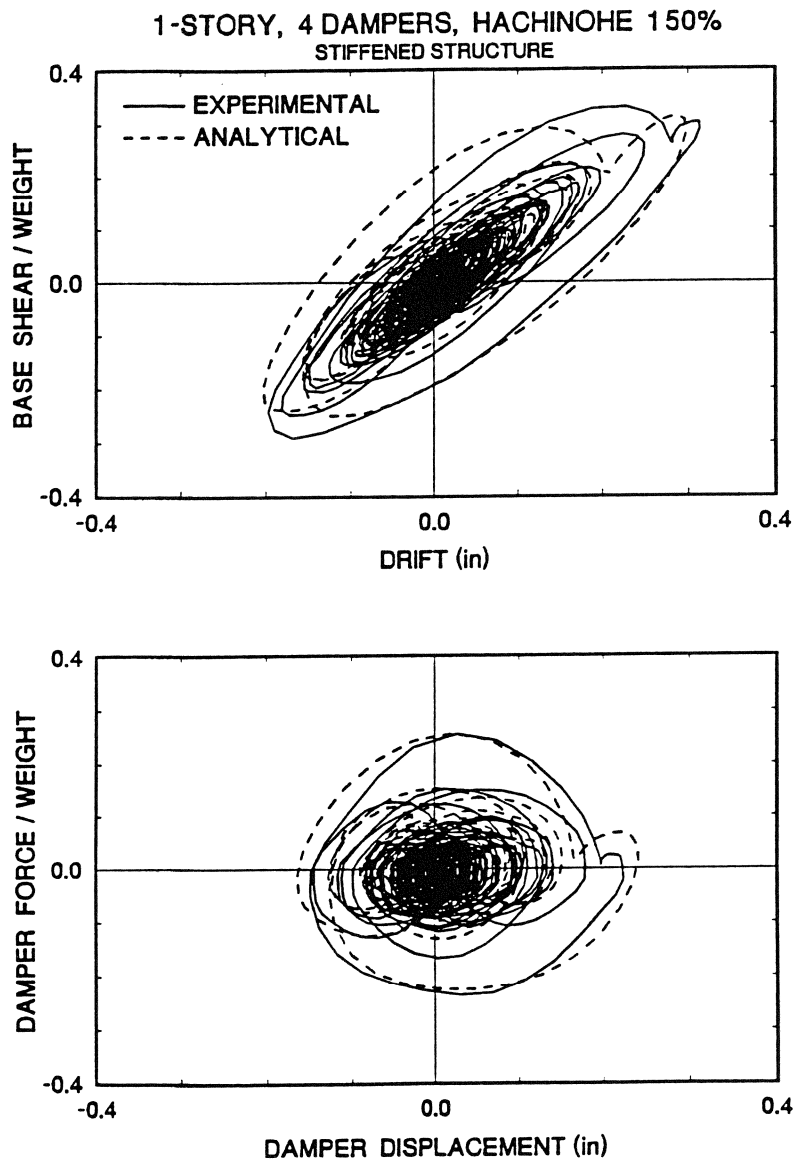 1-STORY, 4 DAMPERS, HACHINOHE 150%
STIFFENED STRUCTURE
0.4
EXPERIMENTAL
ANALYTICAL
BASE SHEAR / WEIGHT
0.0
-0.4
-0.4
0.0
0.4
DRIFT (in)
0.4
DAMPER FORCE / WEIGHT
0.0
-0.4
-0.4
0.0
0.4
DAMPER DISPLACEMENT (in)